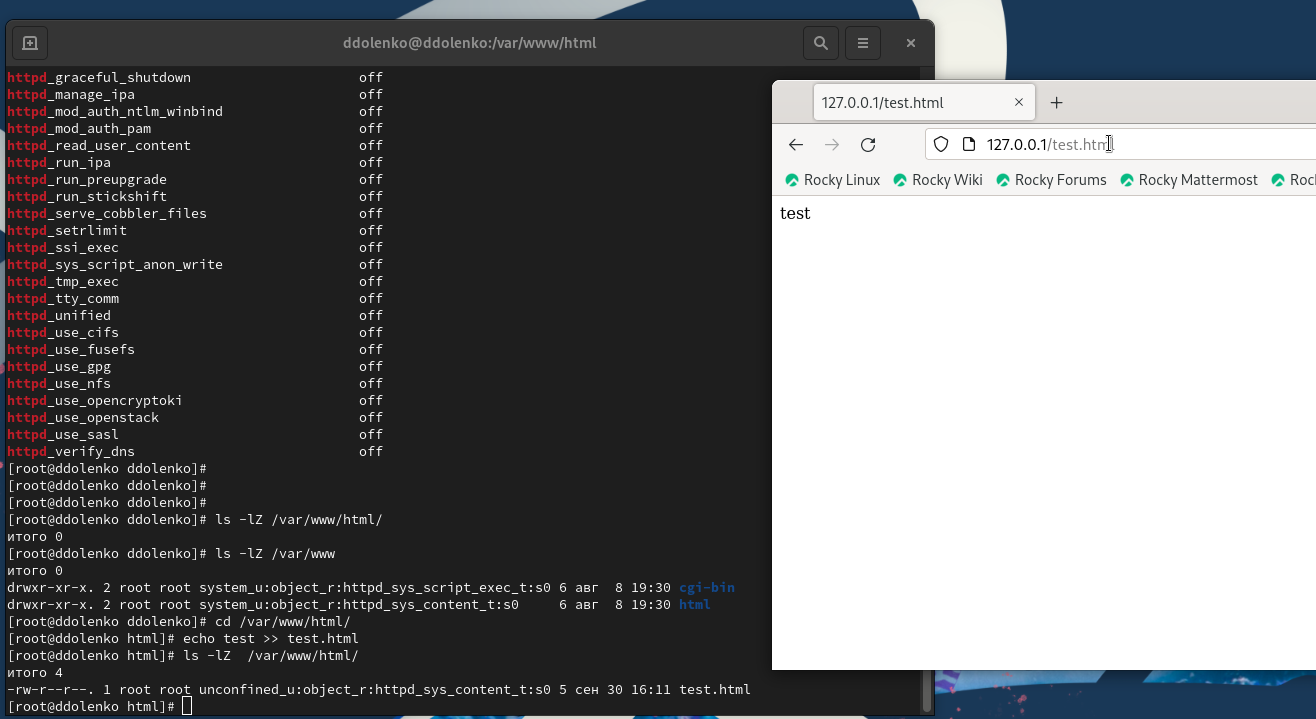 ddolenko@ddolenko:/var/www/html
httpd_graceful_shutdown off
httpd_manage_ipa off
httpd_mod_auth_ntlm_winbind off
httpd_mod_auth_pam off
httpd_read_user_content off
httpd_run_ipa off
httpd_run_preupgrade off
httpd_run_stickshift off
httpd_serve_cobbler_files off
httpd_setrlimit off
httpd_ssi_exec off
httpd_sys_script_anon_write off
httpd_tmp_exec off
httpd_tty_comm off
httpd_unified off
httpd_use_cifs off
httpd_use_fusefs off
httpd_use_gpg off
httpd_use_nfs off
httpd_use_opencryptoki off
httpd_use_openstack off
httpd_use_sasl off
httpd_verify_dns off
[root@ddolenko ddolenko]#
[root@ddolenko ddolenko]#
[root@ddolenko ddolenko]#
[root@ddolenko ddolenko]# ls -lZ /var/www/html/
итого 0
[root@ddolenko ddolenko]# ls -lZ /var/www
итого 0
drwxr-xr-x. 2 root root system_u:object_r:httpd_sys_script_exec_t:s0 6 авг  8 19:30 cgi-bin
drwxr-xr-x. 2 root root system_u:object_r:httpd_sys_content_t:s0     6 авг  8 19:30 html
[root@ddolenko ddolenko]# cd /var/www/html/
[root@ddolenko html]# echo test >> test.html
[root@ddolenko html]# ls -lZ  /var/www/html/
итого 4
-rw-r--r--. 1 root root unconfined_u:object_r:httpd_sys_content_t:s0 5 сен 30 16:11 test.html
[root@ddolenko html]#
127.0.0.1/test.html
127.0.0.1/test.html
Rocky Linux Rocky Wiki Rocky Forums Rocky Mattermost Roc
test